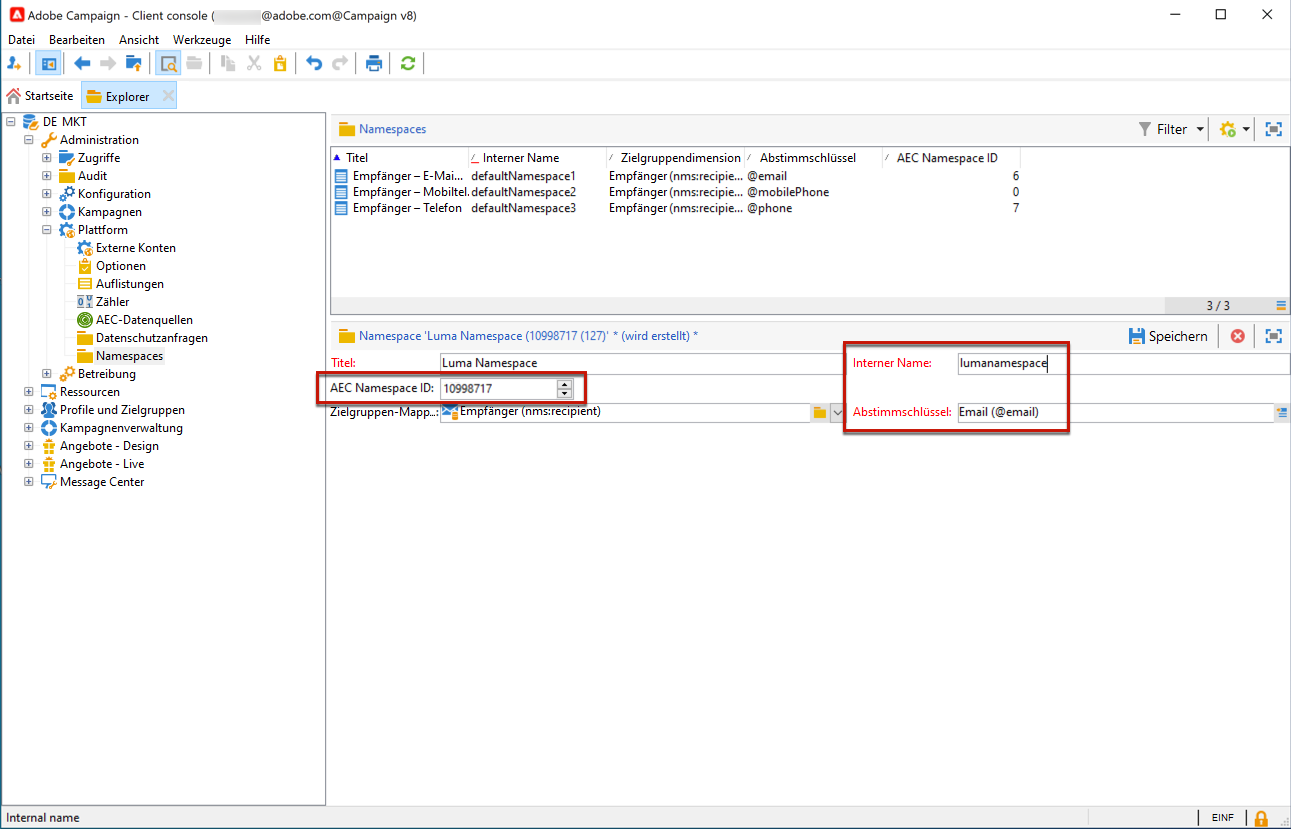 Adobe Campaign - Client console ( @adobe.com@Campaign v8)
Datei Bearbeiten Ansicht Werkzeuge Hilfe
Startseite Explorer
DE MKT
Administration
Zugriffe
Audit
Konfiguration
Kampagnen
Plattform
Externe Konten
Optionen
Auflistungen
Zähler
AEC-Datenquellen
Datenschutzanfragen
Namespaces
Betreibung
Ressourcen
Profile und Zielgruppen
Kampagnenverwaltung
Angebote - Design
Angebote - Live
Message Center
Namespaces Filter
Titel Interner Name Zielgruppendimension Abstimmschlüssel AEC Namespace ID
Empfänger – E-Mai... defaultNamespace1 Empfänger (nms:recipie... @email 6
Empfänger – Mobiltel. defaultNamespace2 Empfänger (nms:recipie... @mobilePhone 0
Empfänger – Telefon defaultNamespace3 Empfänger (nms:recipie... @phone 7
3 / 3
Namespace 'Luma Namespace (10998717 (127)' * (wird erstellt) * Speichern
Titel: Luma Namespace Interner Name: lumanamespace
AEC Namespace ID: 10998717
Zielgruppen-Mapp...: Empfänger (nms:recipient) Abstimmschlüssel: Email (@email)
Internal name EINF